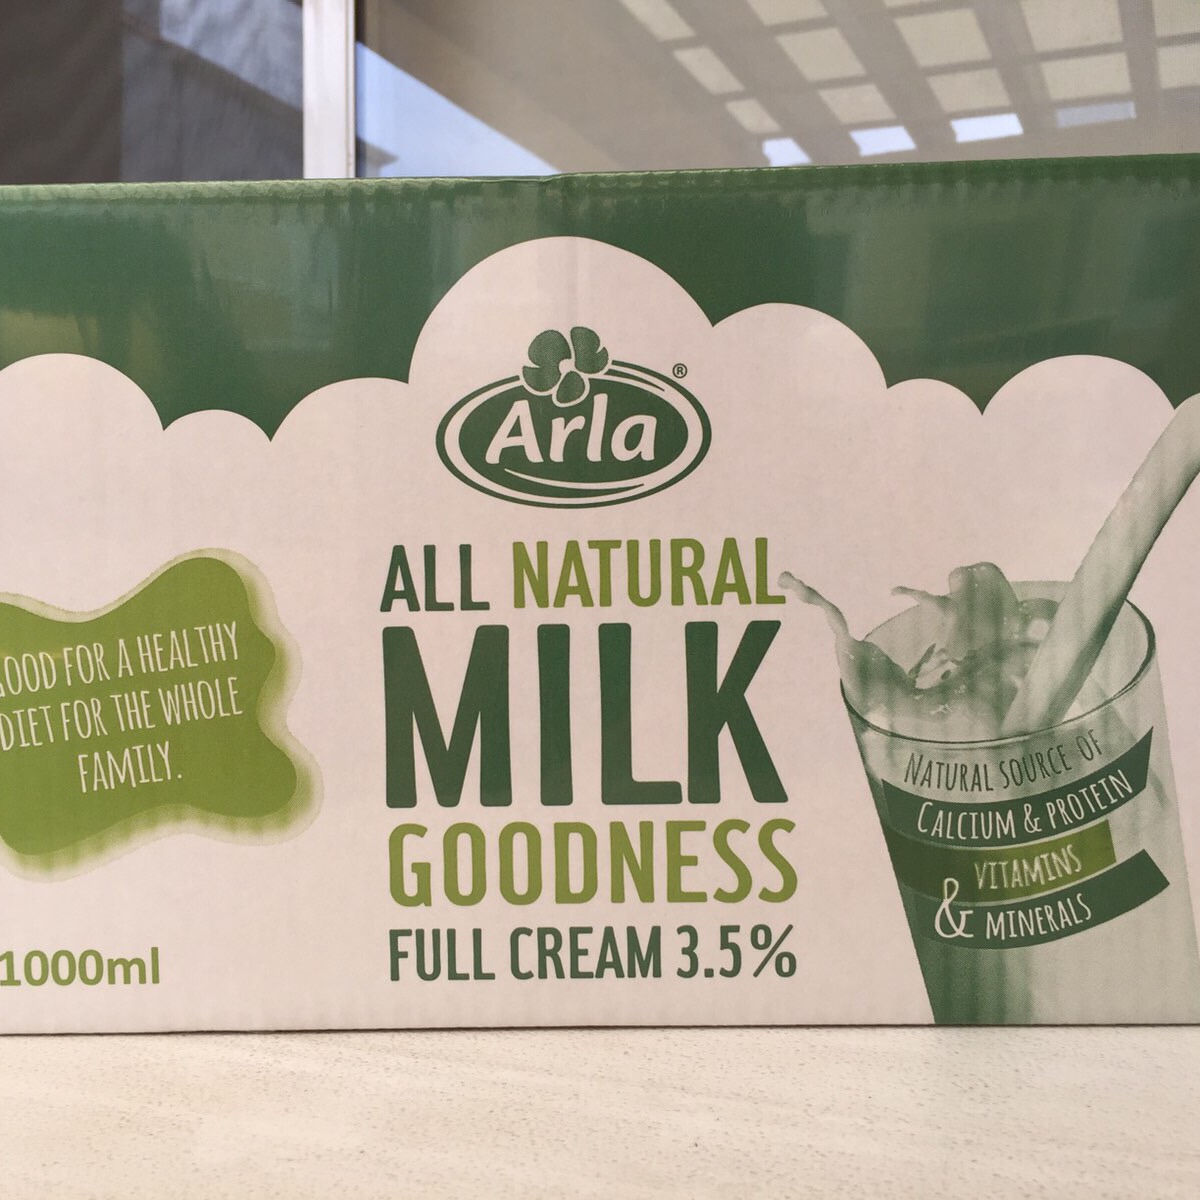 Arla®
ALL NATURAL
MILK
GOODNESS
FULL CREAM 3.5%
GOOD FOR A HEALTHY
DIET FOR THE WHOLE
FAMILY.
1000ml
NATURAL SOURCE OF
CALCIUM & PROTEIN
VITAMINS
& MINERALS